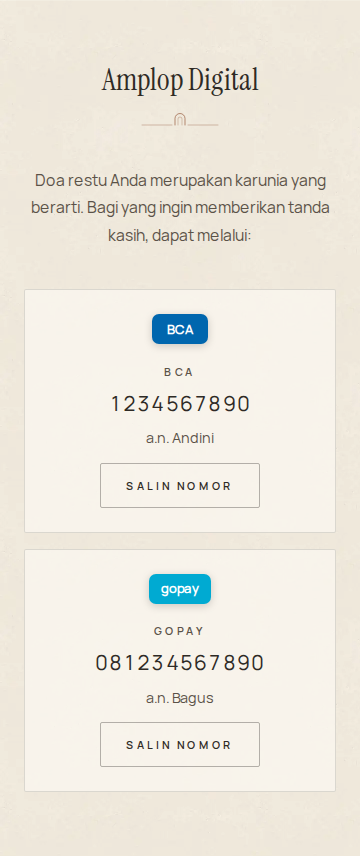 Amplop Digital
Doa restu Anda merupakan karunia yang
berarti. Bagi yang ingin memberikan tanda
kasih, dapat melalui:
BCA
BCA
1234567890
a.n. Andini
SALIN NOMOR
gopay
GOPAY
081234567890
a.n. Bagus
SALIN NOMOR